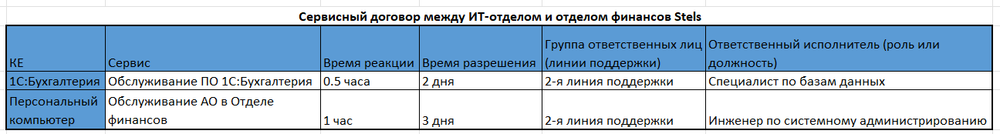 Сервисный договор между ИТ-отделом и отделом финансов Stels
КЕ Сервис Время реакции Время разрешения Группа ответственных лиц (линии поддержки) Ответственный исполнитель (роль или должность)
1С:Бухгалтерия Обслуживание ПО 1С:Бухгалтерия 0.5 часа 2 дня 2-я линия поддержки Специалист по базам данных
Персональный компьютер Обслуживание АО в Отделе финансов 1 час 3 дня 2-я линия поддержки Инженер по системному администрированию